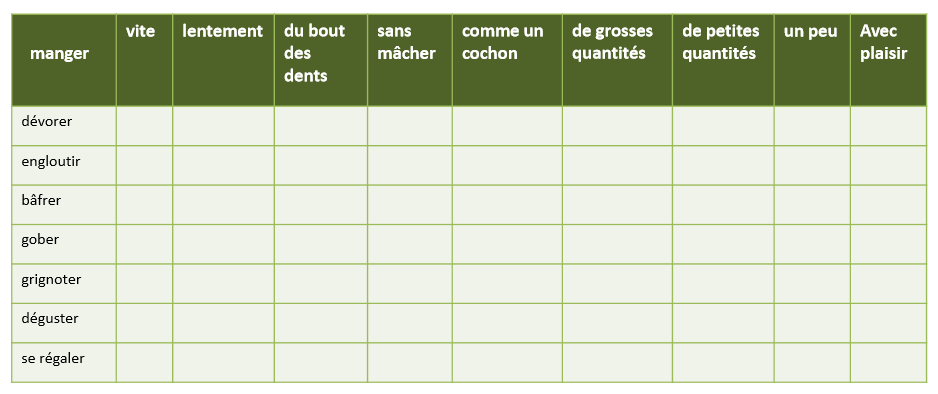 manger
vite
lentement
du bout
des
dents
sans
mâcher
comme un
cochon
de grosses
quantités
de petites
quantités
un peu
Avec
plaisir
dévorer
engloutir
bâfrer
gober
grignoter
déguster
se régaler